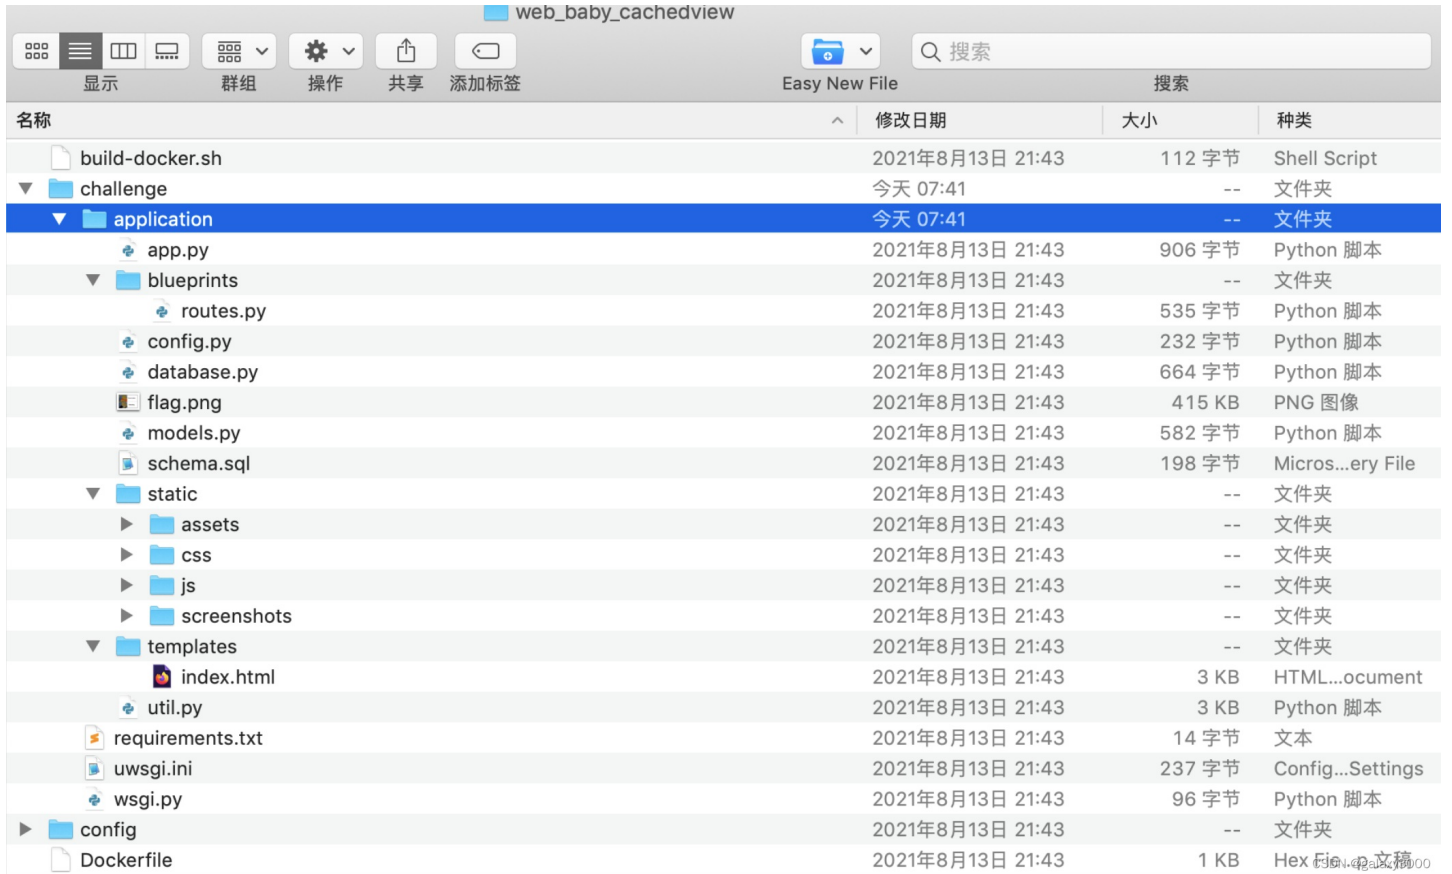 web_baby_cachedview
显示 群组 操作 共享 添加标签 Easy New File 搜索 搜索
名称 修改日期 大小 种类
build-docker.sh 2021年8月13日 21:43 112 字节 Shell Script
challenge 今天 07:41 -- 文件夹
application 今天 07:41 -- 文件夹
app.py 2021年8月13日 21:43 906 字节 Python 脚本
blueprints 2021年8月13日 21:43 -- 文件夹
routes.py 2021年8月13日 21:43 535 字节 Python 脚本
config.py 2021年8月13日 21:43 232 字节 Python 脚本
database.py 2021年8月13日 21:43 664 字节 Python 脚本
flag.png 2021年8月13日 21:43 415 KB PNG 图像
models.py 2021年8月13日 21:43 582 字节 Python 脚本
schema.sql 2021年8月13日 21:43 198 字节 Micros...ery File
static 2021年8月13日 21:43 -- 文件夹
assets 2021年8月13日 21:43 -- 文件夹
css 2021年8月13日 21:43 -- 文件夹
js 2021年8月13日 21:43 -- 文件夹
screenshots 2021年8月13日 21:43 -- 文件夹
templates 2021年8月13日 21:43 -- 文件夹
index.html 2021年8月13日 21:43 3 KB HTML...ocument
util.py 2021年8月13日 21:43 3 KB Python 脚本
requirements.txt 2021年8月13日 21:43 14 字节 文本
uwsgi.ini 2021年8月13日 21:43 237 字节 Config...Settings
wsgi.py 2021年8月13日 21:43 96 字节 Python 脚本
config 2021年8月13日 21:43 -- 文件夹
Dockerfile 2021年8月13日 21:43 1 KB Hex Fie...p 文稿
CSDN @galaxy3000